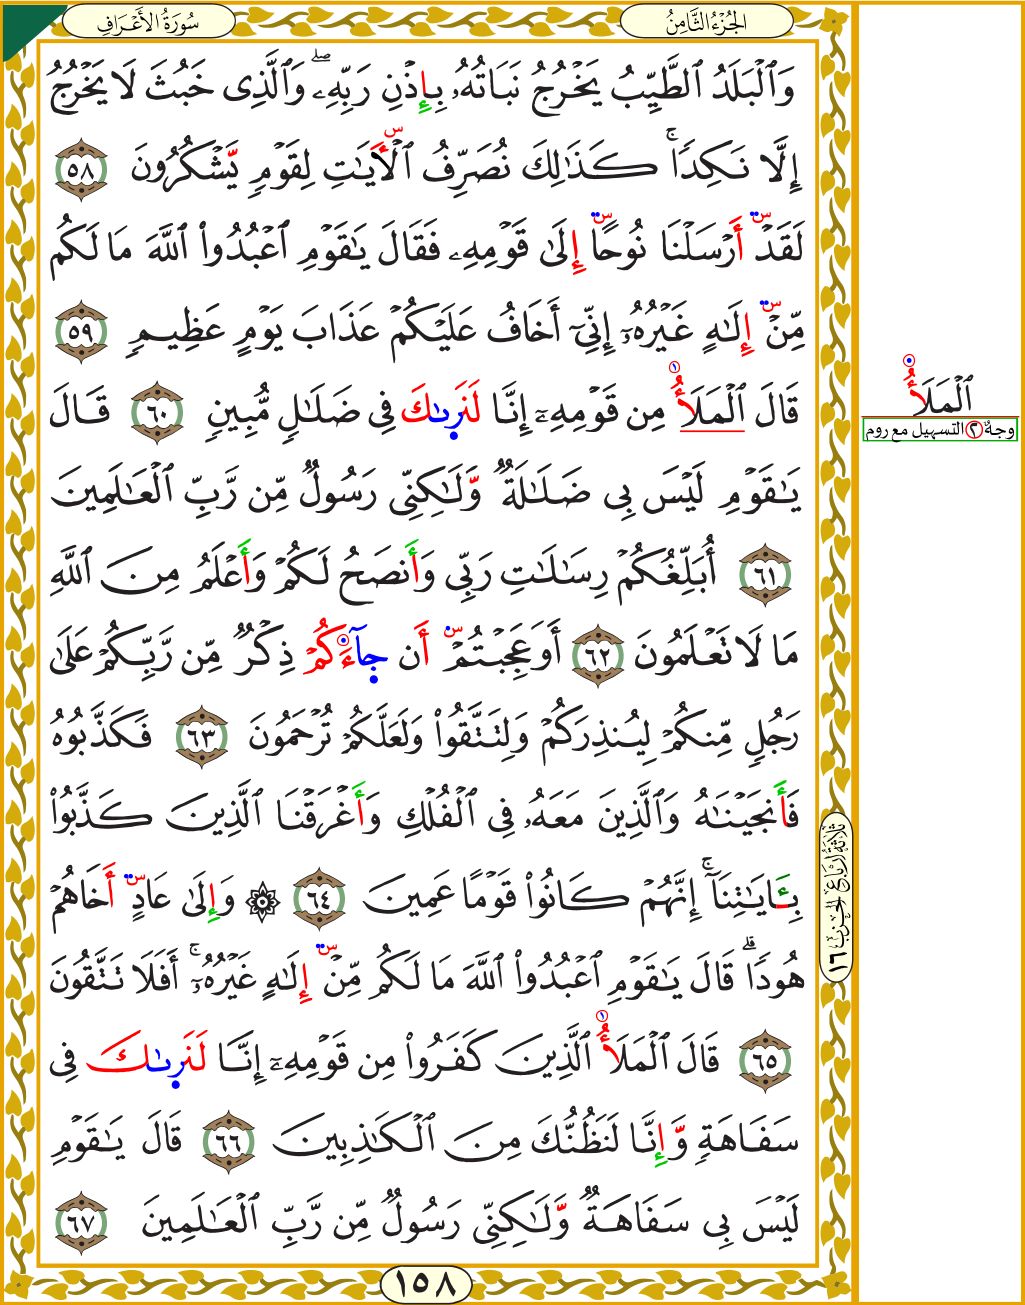 سُورَةُ الأَعْرَافِ
الجُزْءُ الثَّامِنُ
وَٱلْبَلَدُ ٱلطَّيِّبُ يَخْرُجُ نَبَاتُهُۥ بِإِذْنِ رَبِّهِۦۖ وَٱلَّذِى خَبُثَ لَا يَخْرُجُ
إِلَّا نَكِدٗاۚ كَذَٰلِكَ نُصَرِّفُ ٱلْأَيَٰتِ لِقَوْمٖ يَّشْكُرُونَ ٥٨
لَقَدْ أَرْسَلْنَا نُوحًا إِلَىٰ قَوْمِهِۦ فَقَالَ يَٰقَوْمِ ٱعْبُدُواْ ٱللَّهَ مَا لَكُم
مِّنْ إِلَٰهٍ غَيْرُهُۥٓ إِنِّىٓ أَخَافُ عَلَيْكُمْ عَذَابَ يَوْمٍ عَظِيمٖ ٥٩
قَالَ ٱلْمَلَأُ مِن قَوْمِهِۦٓ إِنَّا لَنَرىٰكَ فِى ضَلَٰلٖ مُّبِينٖ ٦٠ قَالَ
يَٰقَوْمِ لَيْسَ بِى ضَلَٰلَةٌ وَّلَٰكِنِّى رَسُولٌ مِّن رَّبِّ ٱلْعَٰلَمِينَ
٦١ أُبَلِّغُكُمْ رِسَٰلَٰتِ رَبِّى وَأَنصَحُ لَكُمْ وَأَعْلَمُ مِنَ ٱللَّهِ
مَا لَا تَعْلَمُونَ ٦٢ أَوَعَجِبْتُمْ أَن جَآءَكُمْ ذِكْرٌ مِّن رَّبِّكُمْ عَلَىٰ
رَجُلٖ مِّنكُمْ لِيُنذِرَكُمْ وَلِتَتَّقُواْ وَلَعَلَّكُمْ تُرْحَمُونَ ٦٣ فَكَذَّبُوهُ
فَأَنجَيْنَٰهُ وَٱلَّذِينَ مَعَهُۥ فِى ٱلْفُلْكِ وَأَغْرَقْنَا ٱلَّذِينَ كَذَّبُواْ
بِـَٔايَٰتِنَآۚ إِنَّهُمْ كَانُواْ قَوْمًا عَمِينَ ٦٤ ۞ وَإِلَىٰ عَادٍ أَخَاهُمْ
هُودٗاۗ قَالَ يَٰقَوْمِ ٱعْبُدُواْ ٱللَّهَ مَا لَكُم مِّنْ إِلَٰهٍ غَيْرُهُۥٓۚ أَفَلَا تَتَّقُونَ
٦٥ قَالَ ٱلْمَلَأُ ٱلَّذِينَ كَفَرُواْ مِن قَوْمِهِۦٓ إِنَّا لَنَرىٰكَ فِى
سَفَاهَةٖ وَّإِنَّا لَنَظُنُّكَ مِنَ ٱلْكَٰذِبِينَ ٦٦ قَالَ يَٰقَوْمِ
لَيْسَ بِى سَفَاهَةٌ وَّلَٰكِنِّى رَسُولٌ مِّن رَّبِّ ٱلْعَٰلَمِينَ ٦٧
ٱلْمَلَأُ
وجهٌ ٢ التسهيل مع روم
ثلاثة أرباع الحزب ١٦
١٥٨